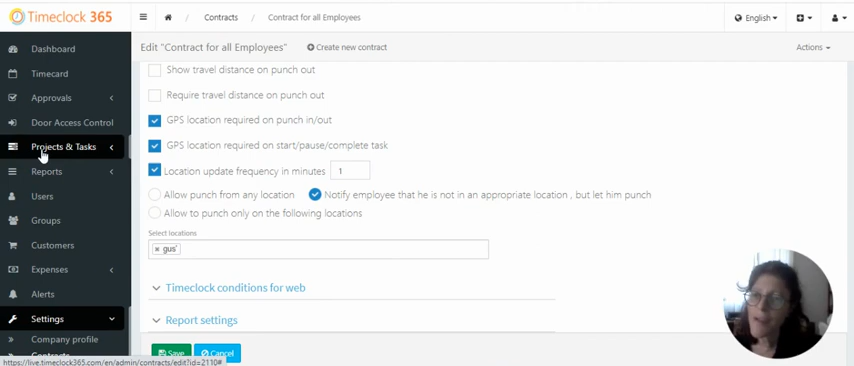 Timeclock 365
Contracts / Contract for all Employees
English
Edit "Contract for all Employees"
Create new contract
Actions
Dashboard
Timecard
Approvals
Door Access Control
Projects & Tasks
Reports
Users
Groups
Customers
Expenses
Alerts
Settings
Company profile
Contracts
Show travel distance on punch out
Require travel distance on punch out
GPS location required on punch in/out
GPS location required on start/pause/complete task
Location update frequency in minutes 1
Allow punch from any location
Notify employee that he is not in an appropriate location , but let him punch
Allow to punch only on the following locations
Select locations
× gus'
Timeclock conditions for web
Report settings
Save
Cancel
https://live.timeclock365.com/en/admin/contracts/edit?id=2110#